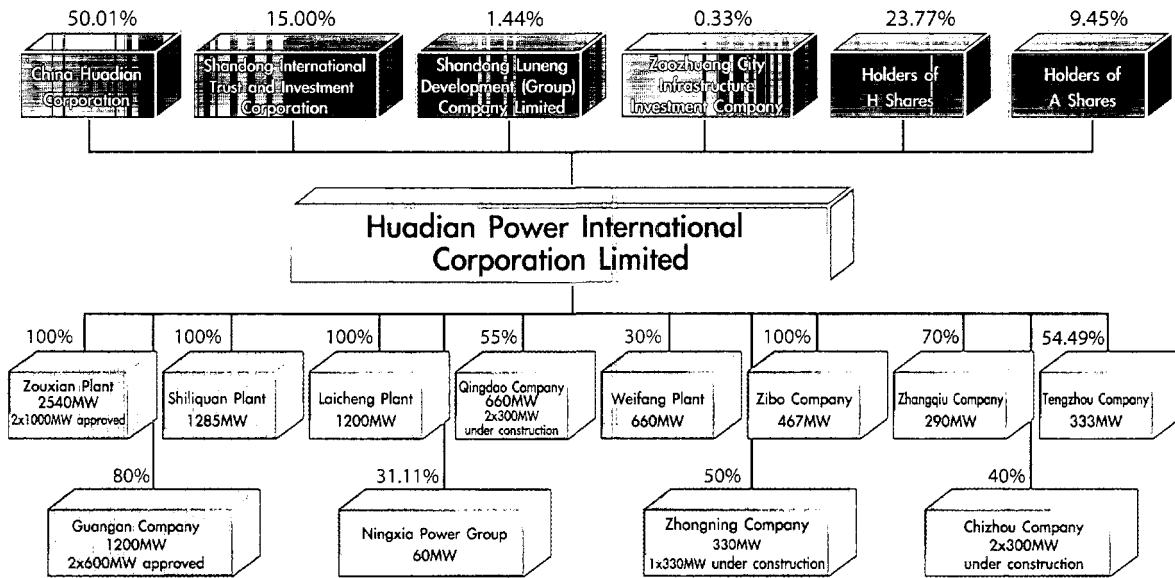 50.01%
15.00%
1.44%
0.33%
23.77%
9.45%
China Huadian
Corporation
Shandong International
Trust and Investment
Corporation
Shandong Luneng
Development (Group)
Company Limited
Zaozhuang City
Infrastructure
Investment Company
Holders of
H Shares
Holders of
A Shares
Huadian Power International
Corporation Limited
100%
Zouxian Plant
2540MW
2x1000MW approved
100%
Shiliquan Plant
1285MW
100%
Laicheng Plant
1200MW
55%
Qingdao Company
660MW
2x300MW
under construction
30%
Weifang Plant
660MW
100%
Zibo Company
467MW
70%
Zhangqiu Company
290MW
54.49%
Tengzhou Company
333MW
80%
Guangan Company
1200MW
2x600MW approved
31.11%
Ningxia Power Group
60MW
50%
Zhongning Company
330MW
1x330MW under construction
40%
Chizhou Company
2x300MW
under construction